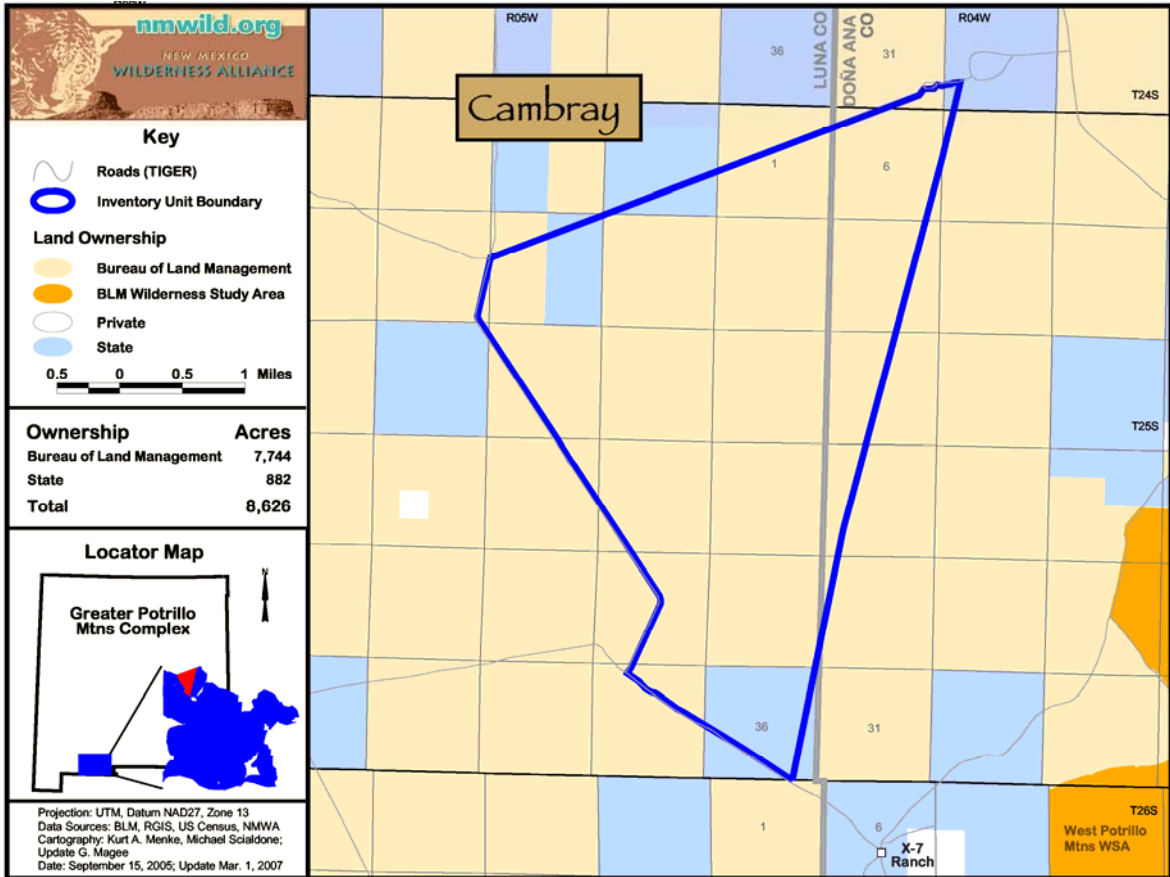 nmwild.org
NEW MEXICO
WILDERNESS ALLIANCE
Key
Roads (TIGER)
Inventory Unit Boundary
Land Ownership
Bureau of Land Management
BLM Wilderness Study Area
Private
State
0.5 0 0.5 1 Miles
Ownership Acres
Bureau of Land Management 7,744
State 882
Total 8,626
Locator Map
N
Greater Potrillo
Mtns Complex
Projection: UTM, Datum NAD27, Zone 13
Data Sources: BLM, RGIS, US Census, NMWA
Cartography: Kurt A. Menke, Michael Scialdone;
Update G. Magee
Date: September 15, 2005; Update Mar. 1, 2007
R05W
R04W
36
LUNA CO
DOÑA ANA
CO
31
Cambray
T24S
1
6
T25S
36
31
1
6
T26S
West Potrillo
Mtns WSA
X-7
Ranch